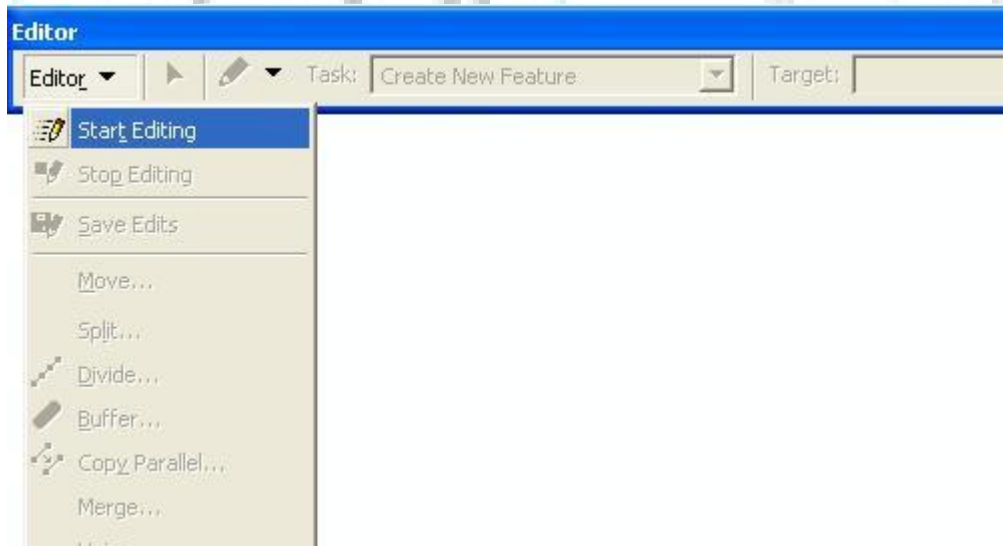 Editor
Editor Task: Create New Feature Target:
Start Editing
Stop Editing
Save Edits
Move...
Split...
Divide...
Buffer...
Copy Parallel...
Merge...